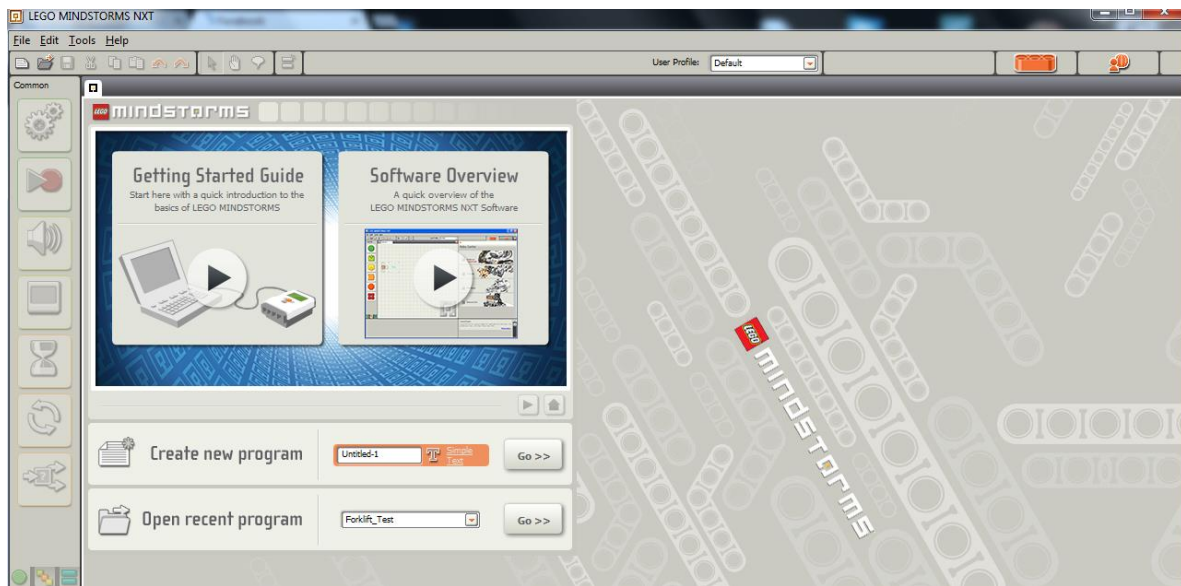 LEGO MINDSTORMS NXT
File Edit Tools Help
User Profile: Default
Common
LEGO mindstorms
Getting Started Guide
Start here with a quick introduction to the
basics of LEGO MINDSTORMS
Software Overview
A quick overview of the
LEGO MINDSTORMS NXT Software
Create new program
Untitled-1
T Simple
Text
Go >>
Open recent program
Forklift_Test
Go >>
LEGO mindstorms